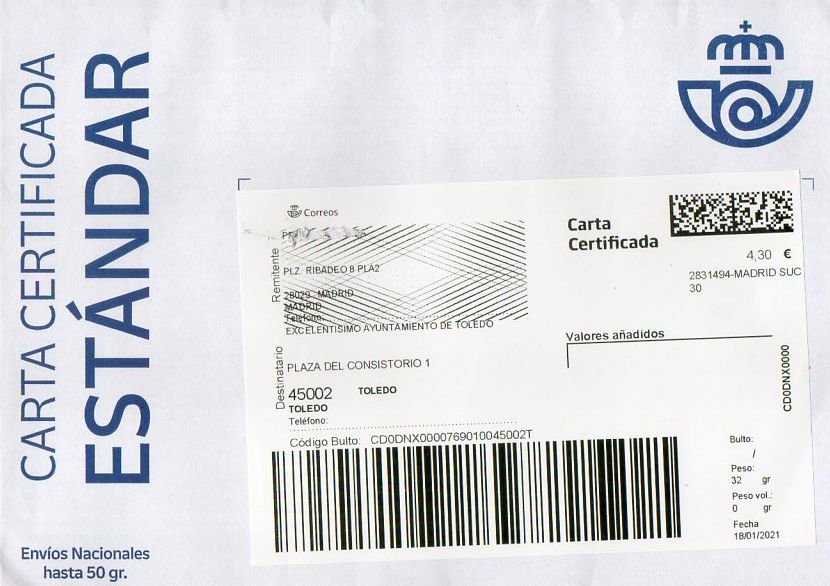 CARTA CERTIFICADA
ESTÁNDAR
Envíos Nacionales
hasta 50 gr.
Correos
Remitente
PLZ. RIBADEO 8 PLA2
28029 MADRID
MADRID
Teléfono:
EXCELENTISIMO AYUNTAMIENTO DE TOLEDO
Destinatario
PLAZA DEL CONSISTORIO 1
45002 TOLEDO
TOLEDO
Teléfono:
Código Bulto: CD0DNX0000769010045002T
Carta
Certificada
4,30 €
2831494-MADRID SUC
30
Valores añadidos
CD0DNX0000
Bulto:
/
Peso:
32 gr
Peso vol.:
0 gr
Fecha
18/01/2021